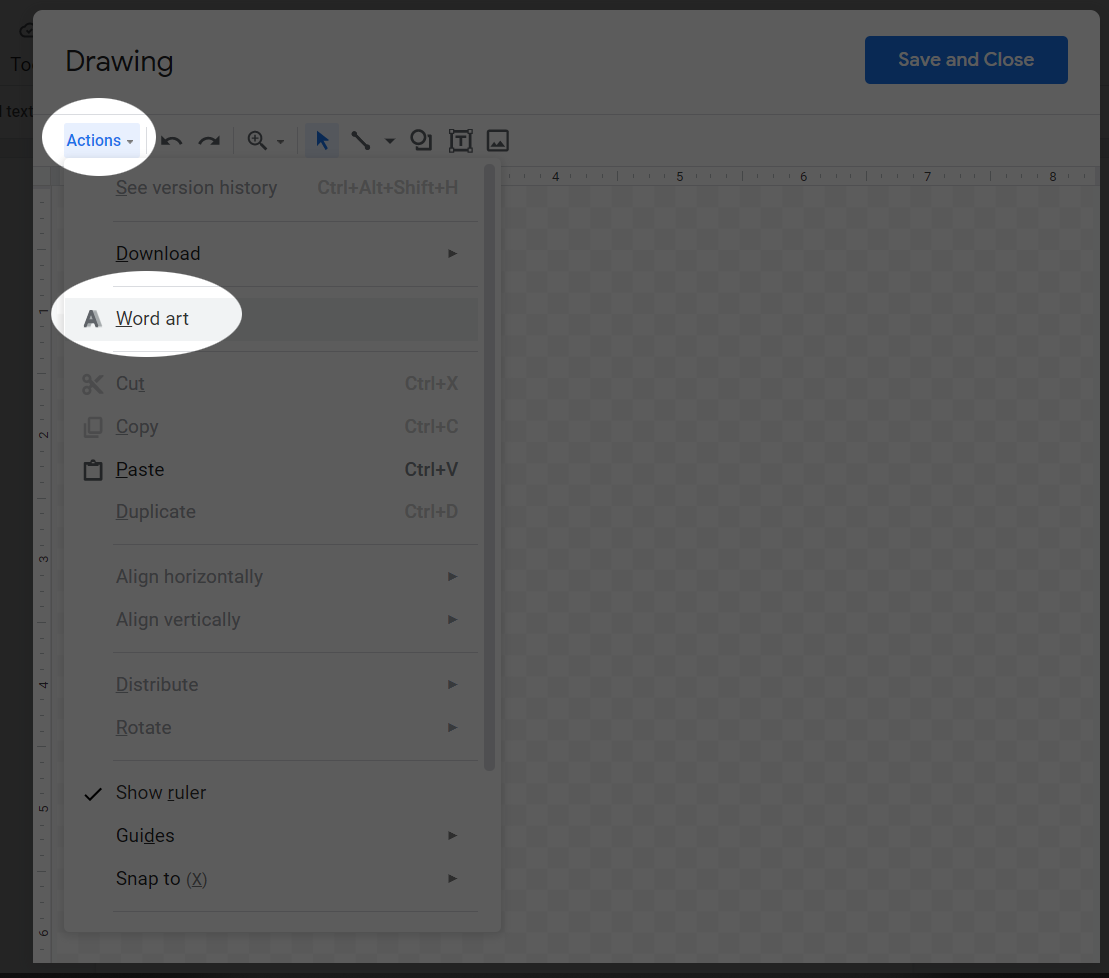 To
Drawing
Save and Close
l text
Actions
See version history Ctrl+Alt+Shift+H
4 5 6 7 8
Download
1
Word art
Cut Ctrl+X
Copy Ctrl+C
2
Paste Ctrl+V
Duplicate Ctrl+D
3
Align horizontally
Align vertically
4
Distribute
Rotate
Show ruler
5
Guides
Snap to (X)
6